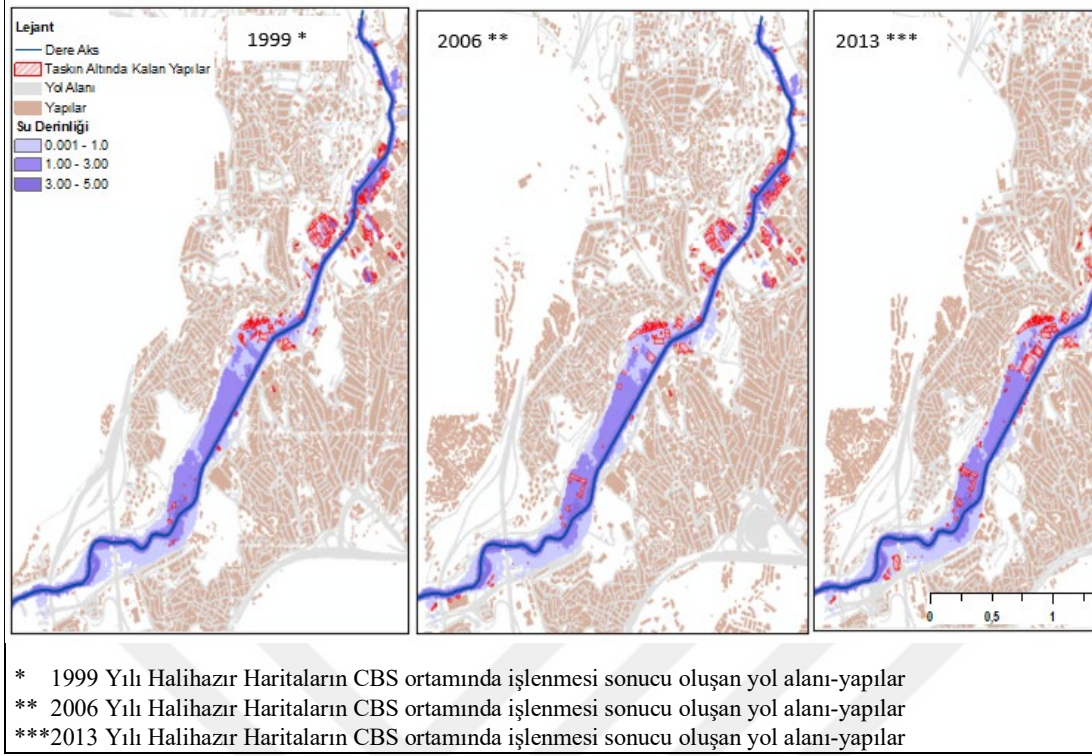 Lejant
Dere Aks
Taskın Altında Kalan Yapılar
Yol Alanı
Yapılar
Su Derinliği
0.001 - 1.0
1.00 - 3.00
3.00 - 5.00
1999 *
2006 **
2013 ***
0 0,5 1
* 1999 Yılı Halihazır Haritaların CBS ortamında işlenmesi sonucu oluşan yol alanı-yapılar
** 2006 Yılı Halihazır Haritaların CBS ortamında işlenmesi sonucu oluşan yol alanı-yapılar
***2013 Yılı Halihazır Haritaların CBS ortamında işlenmesi sonucu oluşan yol alanı-yapılar